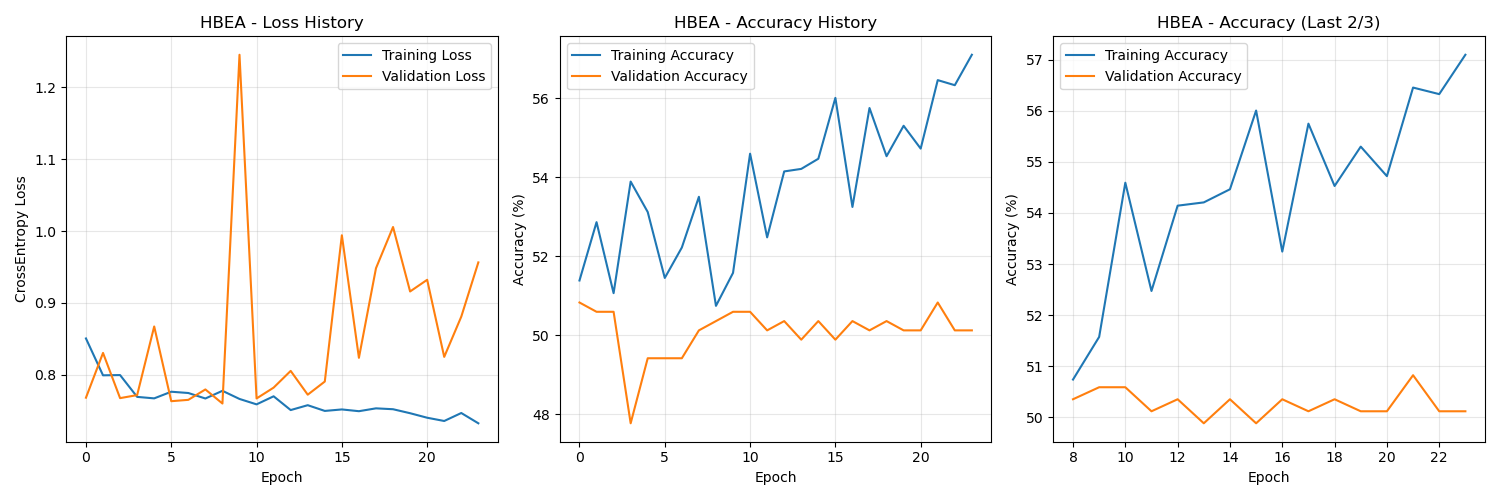 HBEA - Loss History
Training Loss
Validation Loss
CrossEntropy Loss
1.2
1.1
1.0
0.9
0.8
0 5 10 15 20
Epoch
HBEA - Accuracy History
Training Accuracy
Validation Accuracy
Accuracy (%)
56
54
52
50
48
0 5 10 15 20
Epoch
HBEA - Accuracy (Last 2/3)
Training Accuracy
Validation Accuracy
Accuracy (%)
57
56
55
54
53
52
51
50
8 10 12 14 16 18 20 22
Epoch